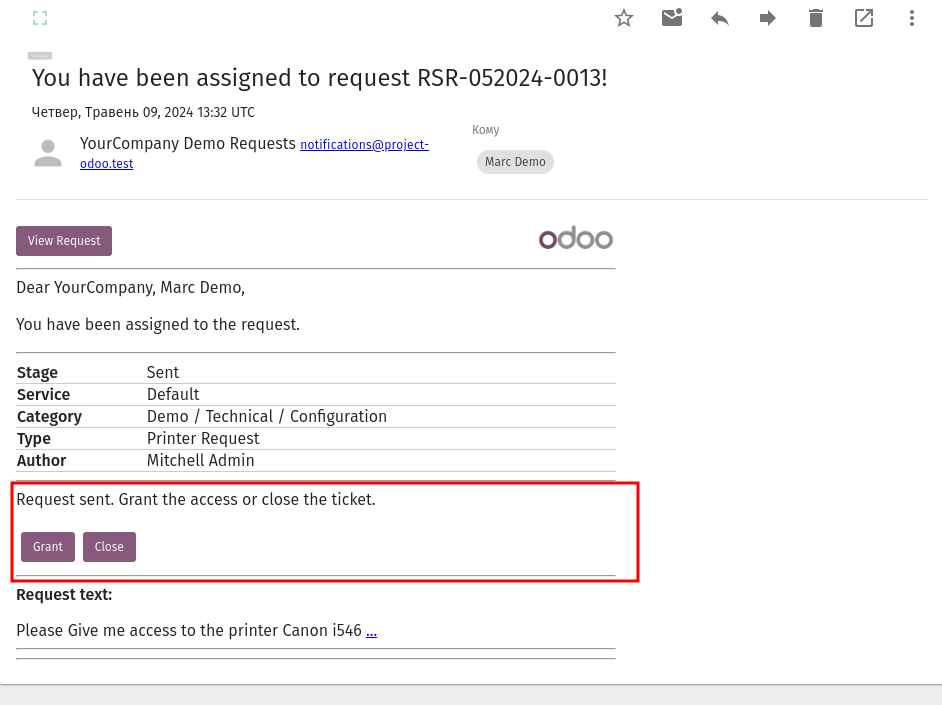 You have been assigned to request RSR-052024-0013!
Четвер, Травень 09, 2024 13:32 UTC
YourCompany Demo Requests notifications@project-
odoo.test
Кому
Marc Demo
View Request
odoo
Dear YourCompany, Marc Demo,
You have been assigned to the request.
Stage Sent
Service Default
Category Demo / Technical / Configuration
Type Printer Request
Author Mitchell Admin
Request sent. Grant the access or close the ticket.
Grant Close
Request text:
Please Give me access to the printer Canon i546 ...